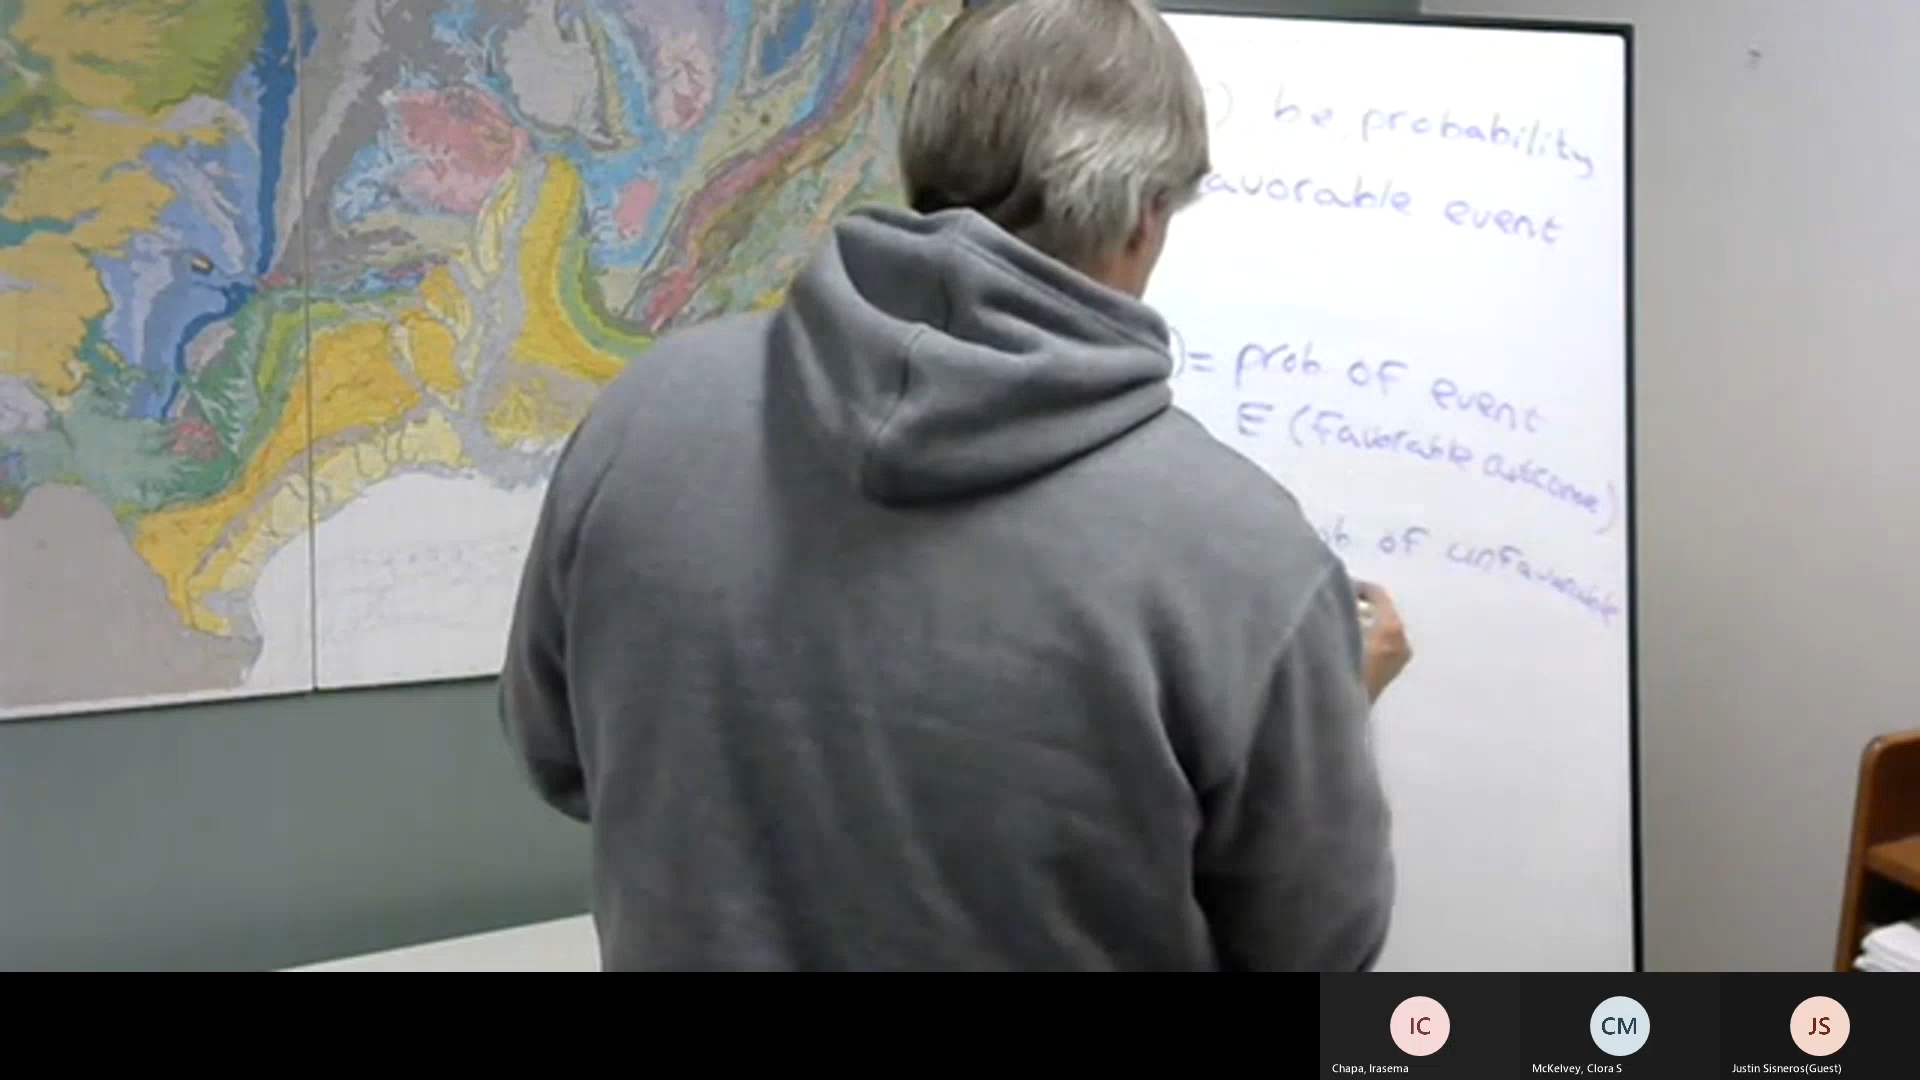 ) be probability
avorable event
)= prob of event
E (Favorable outcome)
ob of unfavorable
IC
CM
JS
Chapa, Irasema
McKelvey, Clora S
Justin Sisneros(Guest)